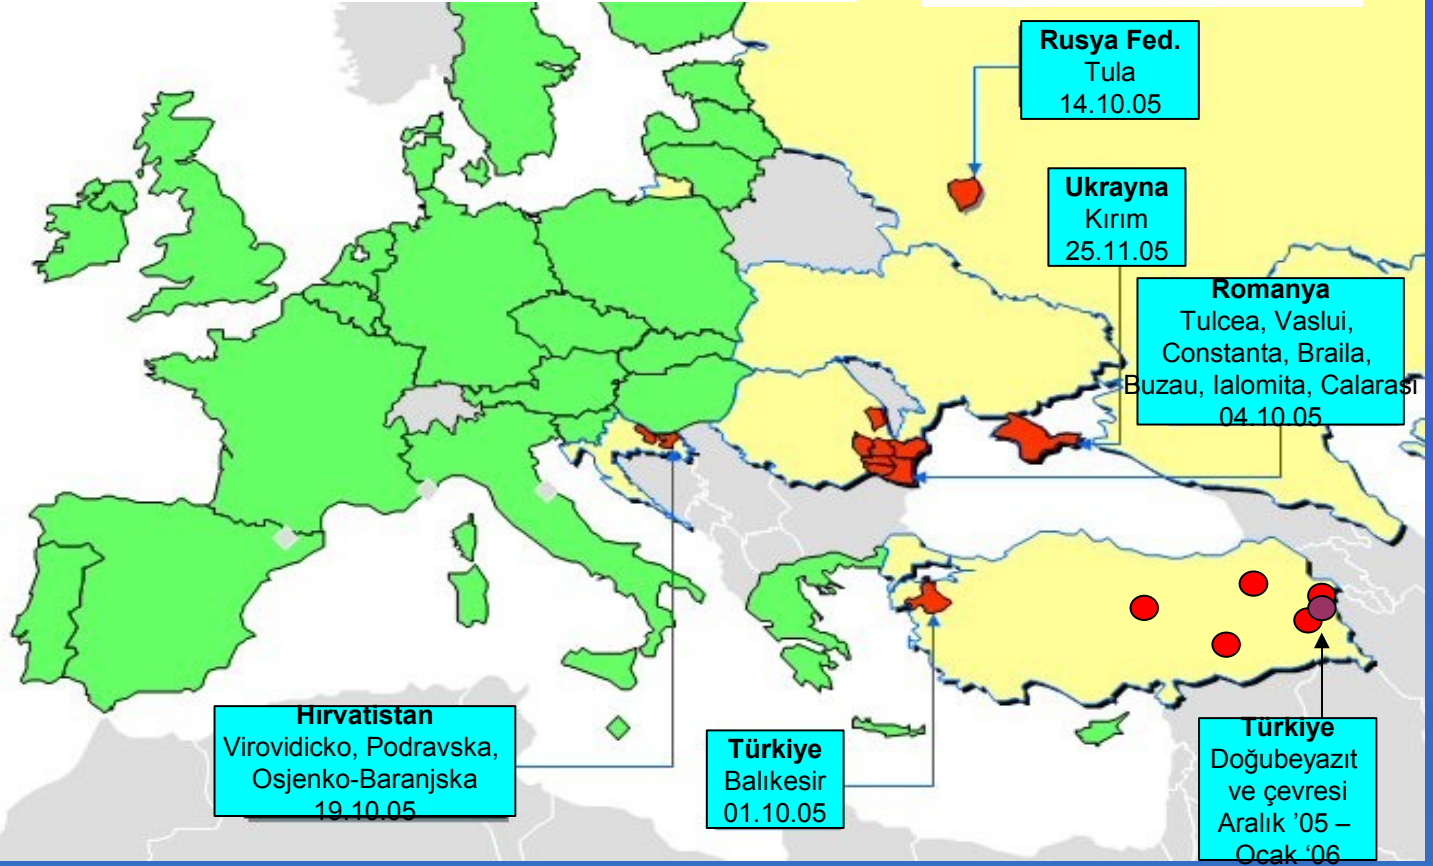 Rusya Fed.
Tula
14.10.05
Ukrayna
Kırım
25.11.05
Romanya
Tulcea, Vaslui,
Constanta, Braila,
Buzau, Ialomita, Calarasi
04.10.05
Hırvatistan
Virovidicko, Podravska,
Osjenko-Baranjska
19.10.05
Türkiye
Balıkesir
01.10.05
Türkiye
Doğubeyazıt
ve çevresi
Aralık ’05 –
Ocak ‘06